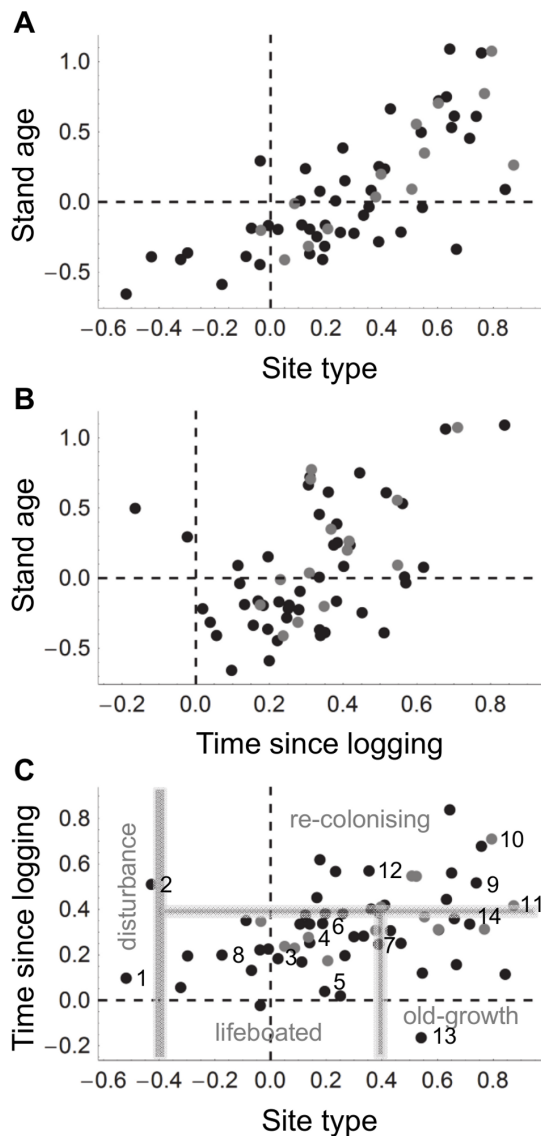 A
1.0
0.5
0.0
−0.5
Stand age
−0.6 −0.4 −0.2 0.0 0.2 0.4 0.6 0.8
Site type
B
1.0
0.5
0.0
−0.5
Stand age
−0.2 0.0 0.2 0.4 0.6 0.8
Time since logging
C
0.8
0.6
0.4
0.2
0.0
−0.2
Time since logging
disturbance
re-colonising
10
12
2
9
11
14
6
4
7
8
3
1
5
old-growth
lifeboated
13
−0.6 −0.4 −0.2 0.0 0.2 0.4 0.6 0.8
Site type